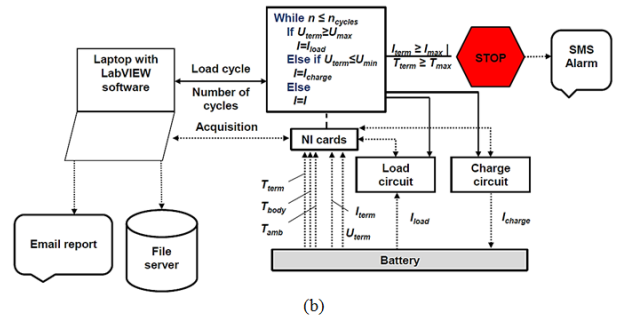 While n ≤ ncycles
If Uterm≥Umax
I=Iload
Else if Uterm≤Umin
I=Icharge
Else
I=I
Laptop with
LabVIEW
software
Load cycle
Number of
cycles
Acquisition
Iterm ≥ Imax |
Tterm ≥ Tmax
STOP
SMS
Alarm
NI cards
Load
circuit
Charge
circuit
Tterm
Tbody
Tamb
Iterm
Uterm
Iload
Icharge
Email report
File
server
Battery
(b)